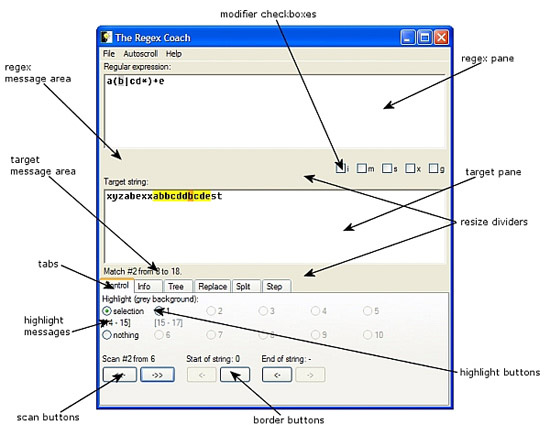 modifier checkboxes
The Regex Coach
File Autoscroll Help
regex message area
Regular expression:
a(b|cd*)+e
regex pane
i m s x g
target message area
Target string:
target pane
xyzabexxabbcddbcdest
resize dividers
Match #2 from 8 to 18.
tabs
Control Info Tree Replace Split Step
Highlight (grey background):
selection 1 2 3 4 5
highlight messages
[14 - 15] [15 - 17]
nothing 6 7 8 9 10
Scan #2 from 6 Start of string: 0 End of string: -
highlight buttons
->> <- <- ->
scan buttons
border buttons